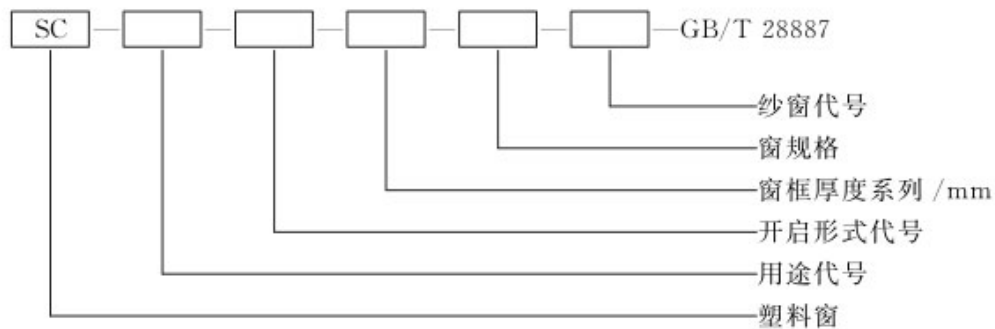 SC — — — — — —GB/T 28887
纱窗代号
窗规格
窗框厚度系列/mm
开启形式代号
用途代号
塑料窗